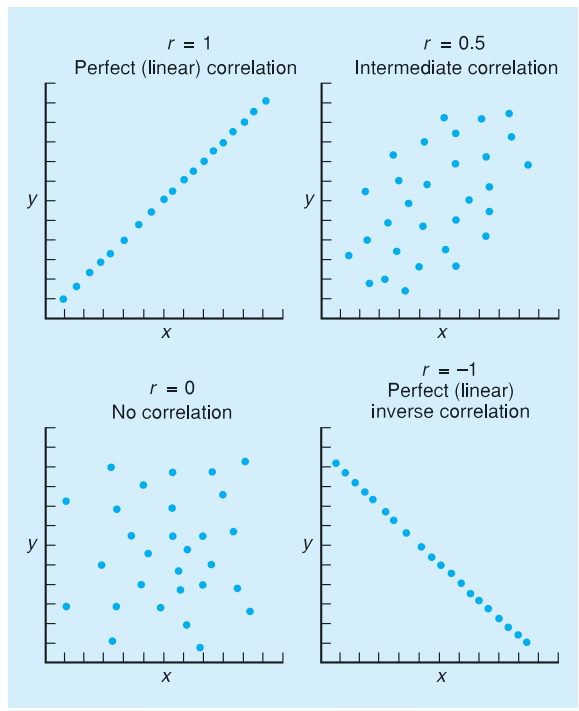 r = 1
Perfect (linear) correlation
y
x
r = 0.5
Intermediate correlation
y
x
r = 0
No correlation
y
x
r = –1
Perfect (linear)
inverse correlation
y
x